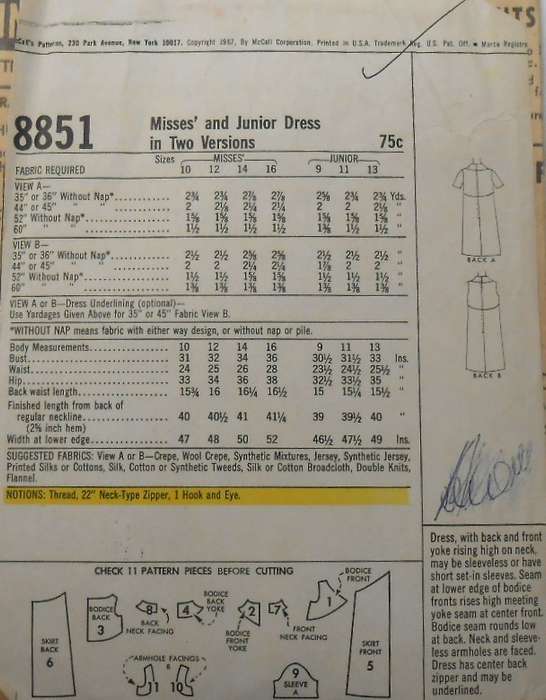 TS
Call's Patterns, 230 Park Avenue, New York 10017. Copyright 1967, By McCall Corporation, Printed in U.S.A. Trademark Reg. U.S. Pat. Off. • Marca Registra
8851
Misses' and Junior Dress
in Two Versions 75c
Sizes MISSES' JUNIOR
FABRIC REQUIRED 10 12 14 16 9 11 13
VIEW A—
35" or 36" Without Nap* 2¾ 2¾ 2⅞ 2⅞ 2⅝ 2¾ 2¾ Yds.
44" or 45" " " 2 2⅛ 2¼ 2¼ 2 2 2⅛ "
52" Without Nap* 1⅝ 1⅝ 1⅝ 1⅝ 1⅝ 1⅝ 1⅝ "
60" " " 1½ 1½ 1½ 1½ 1⅜ 1½ 1½ "
VIEW B—
35" or 36" Without Nap* 2½ 2½ 2⅝ 2⅝ 2½ 2½ 2½ "
44" or 45" " " 2 2 2¼ 2¼ 1⅞ 2 2 "
52" Without Nap* 1½ 1½ 1⅝ 1⅝ 1½ 1½ 1½ "
60" " " 1⅜ 1⅜ 1⅜ 1⅜ 1⅜ 1⅜ 1⅜ "
VIEW A or B—Dress Underlining (optional)—
Use Yardages Given Above for 35" or 45" Fabric View B.
*WITHOUT NAP means fabric with either way design, or without nap or pile.
Body Measurements 10 12 14 16 9 11 13
Bust 31 32 34 36 30½ 31½ 33 Ins.
Waist 24 25 26 28 23½ 24½ 25½ "
Hip 33 34 36 38 32½ 33½ 35 "
Back waist length 15¾ 16 16¼ 16½ 15 15¼ 15½ "
Finished length from back of
regular neckline 40 40½ 41 41¼ 39 39½ 40 "
(2⅝ inch hem)
Width at lower edge 47 48 50 52 46½ 47½ 49 Ins.
SUGGESTED FABRICS: View A or B—Crepe, Wool Crepe, Synthetic Mixtures, Jersey, Synthetic Jersey,
Printed Silks or Cottons, Silk, Cotton or Synthetic Tweeds, Silk or Cotton Broadcloth, Double Knits,
Flannel.
NOTIONS: Thread, 22" Neck-Type Zipper, 1 Hook and Eye.
BACK A
BACK B
Dress, with back and front
yoke rising high on neck,
may be sleeveless or have
short set-in sleeves. Seam
at lower edge of bodice
fronts rises high meeting
yoke seam at center front.
Bodice seam rounds low
at back. Neck and sleeve-
less armholes are faced.
Dress has center back
zipper and may be
underlined.
CHECK 11 PATTERN PIECES BEFORE CUTTING
SKIRT
BACK
6
BODICE
BACK
3
8
BACK
NECK FACING
BODICE
BACK
YOKE
4
2
BODICE
FRONT
YOKE
7
FRONT
NECK FACING
BODICE
FRONT
1
ARMHOLE FACINGS
11 10
9
SLEEVE A
SKIRT
FRONT
5